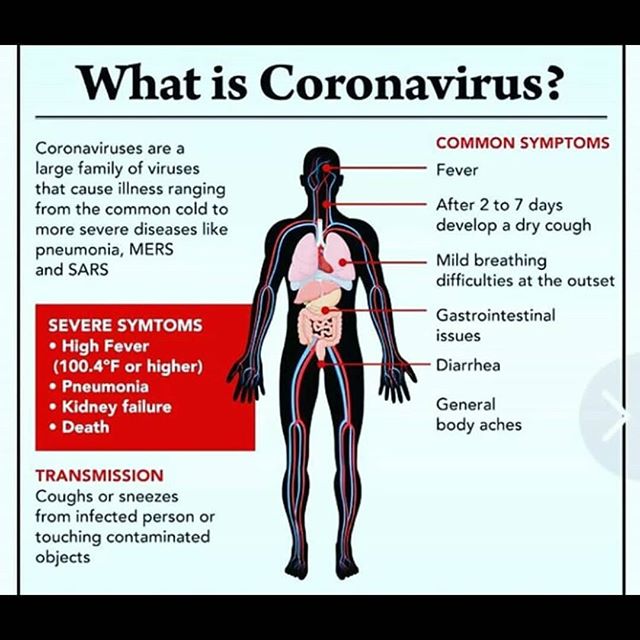 What is Coronavirus?
Coronaviruses are a
large family of viruses
that cause illness ranging
from the common cold to
more severe diseases like
pneumonia, MERS
and SARS
SEVERE SYMTOMS
• High Fever
(100.4°F or higher)
• Pneumonia
• Kidney failure
• Death
TRANSMISSION
Coughs or sneezes
from infected person or
touching contaminated
objects
COMMON SYMPTOMS
Fever
After 2 to 7 days
develop a dry cough
Mild breathing
difficulties at the outset
Gastrointestinal
issues
Diarrhea
General
body aches